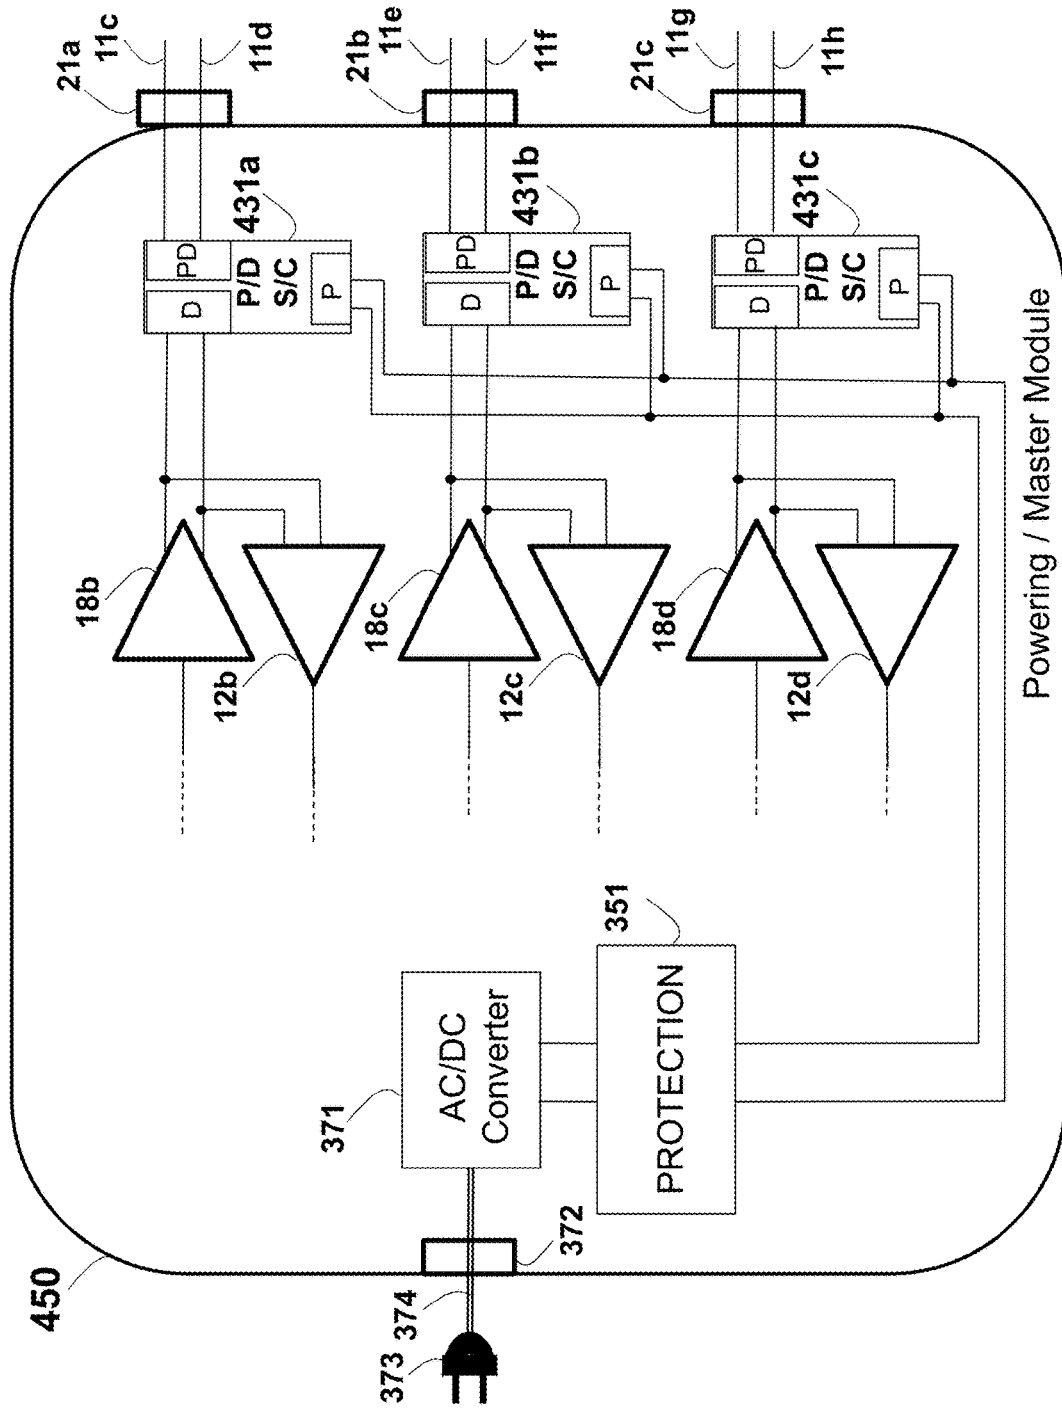 450
373
374
372
371
AC/DC
Converter
PROTECTION
351
18b
12b
18c
12c
18d
12d
D
PD
P/D
S/C
P
431a
D
PD
P/D
S/C
P
431b
D
PD
P/D
S/C
P
431c
21a
11c
11d
21b
11e
11f
21c
11g
11h
Powering / Master Module